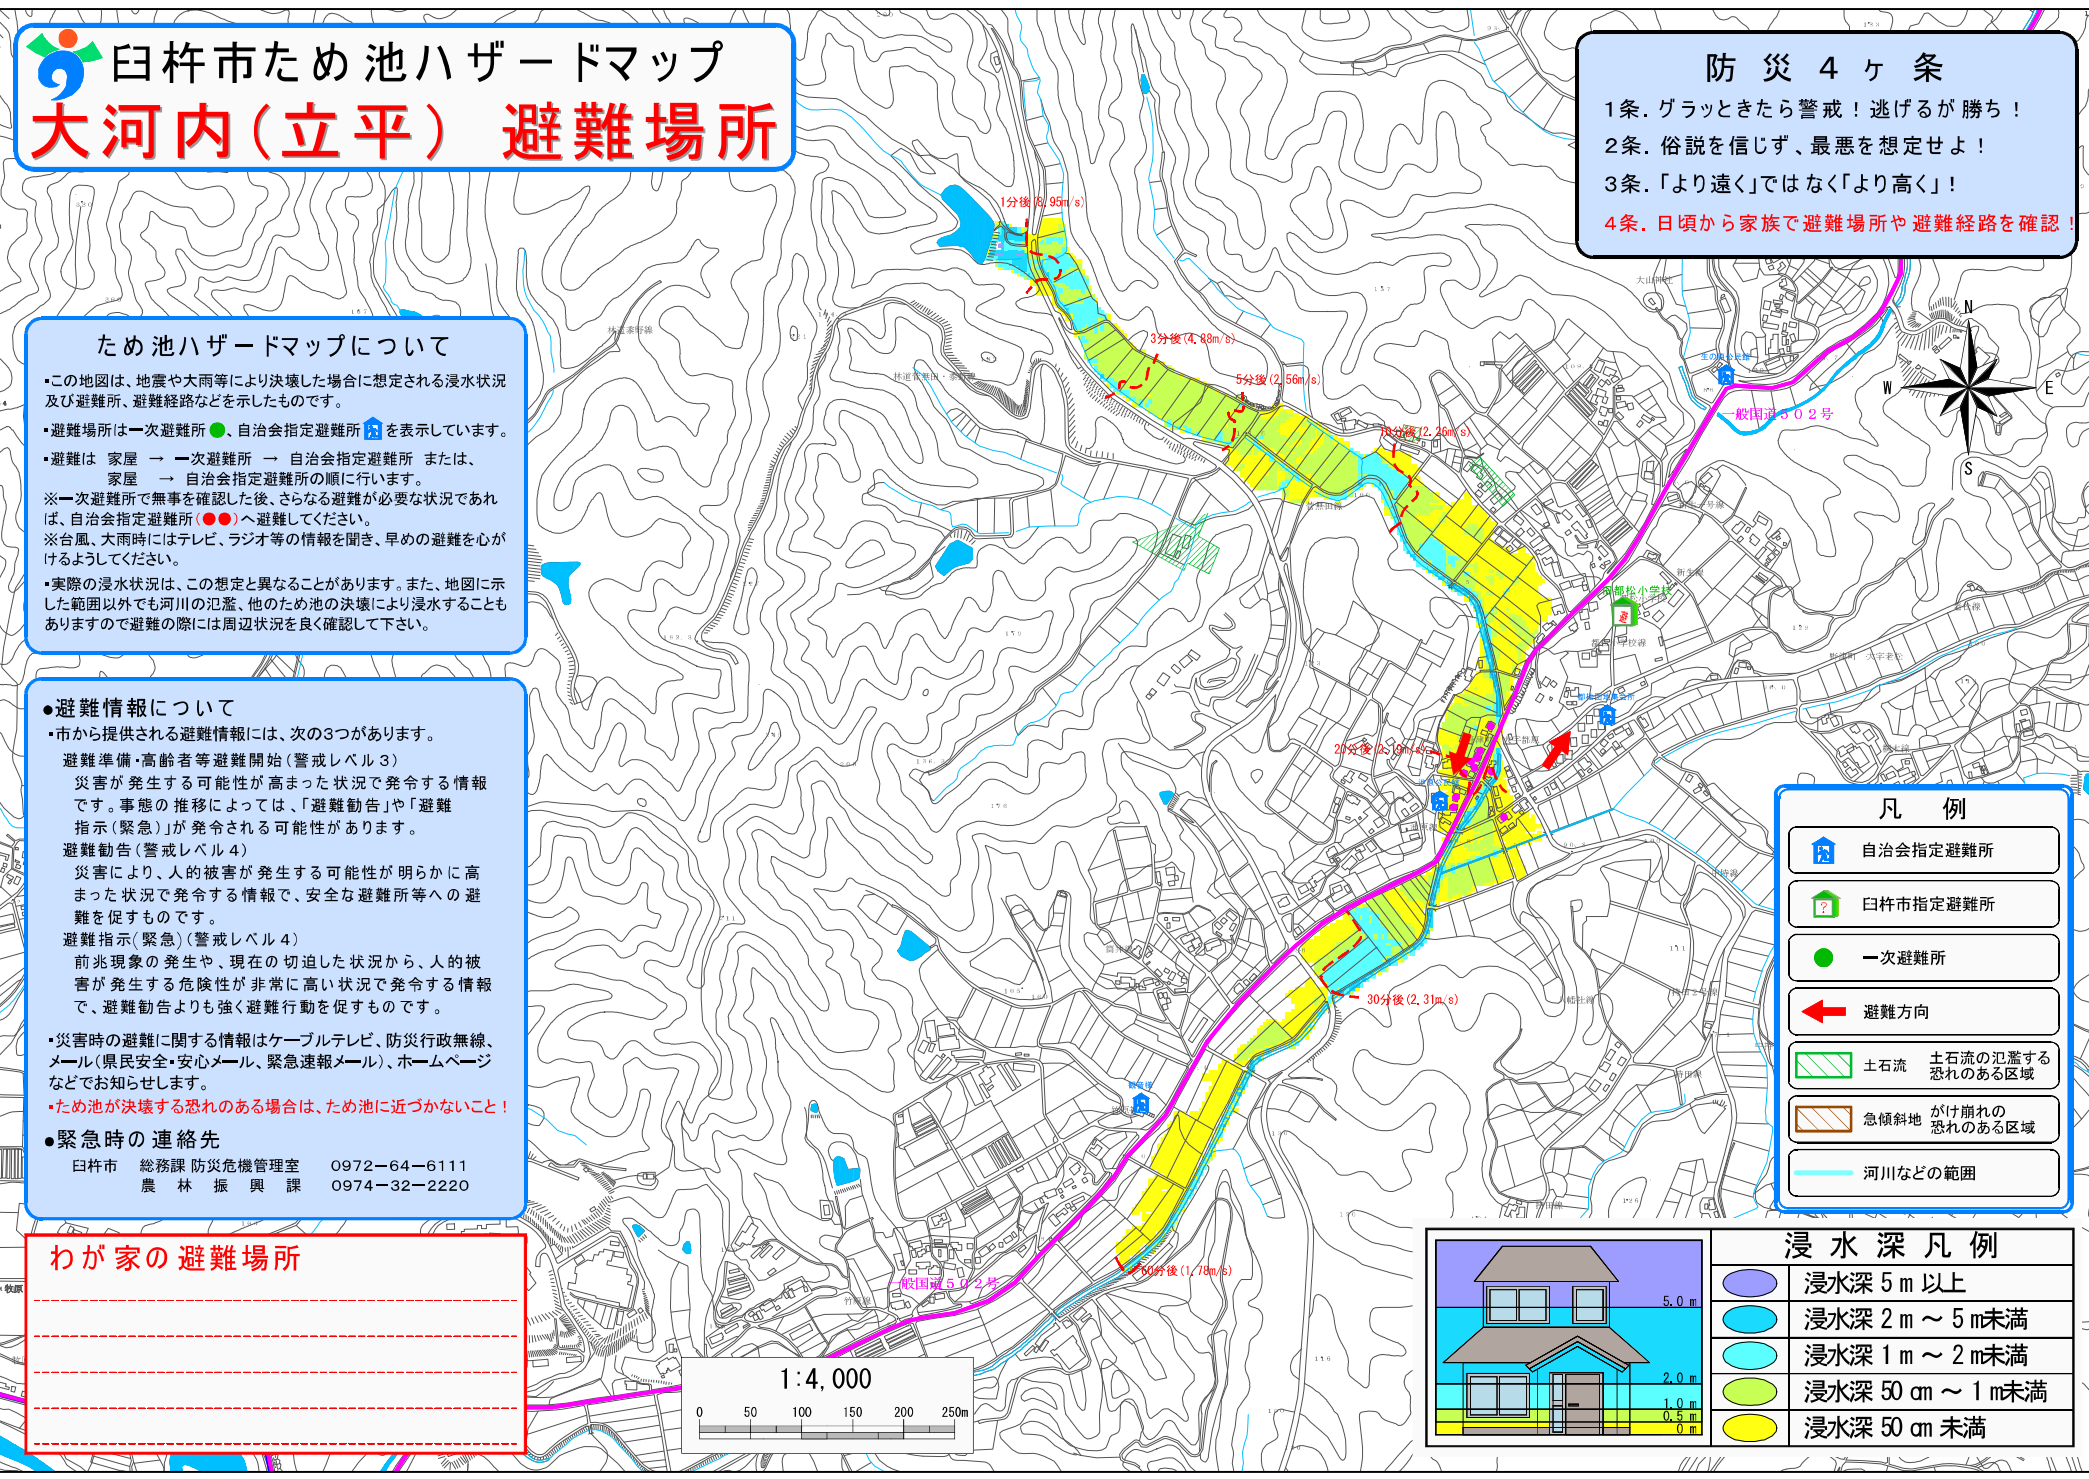 臼杵市ため池ハザードマップ
大河内(立平) 避難場所
防災4ヶ条
1条.グラッときたら警戒!逃げるが勝ち!
2条.俗説を信じず、最悪を想定せよ!
3条.「より遠く」ではなく「より高く」!
4条.日頃から家族で避難場所や避難経路を確認!
ため池ハザードマップについて
・この地図は、地震や大雨等により決壊した場合に想定される浸水状況
及び避難所、避難経路などを示したものです。
・避難場所は一次避難所●、自治会指定避難所を表示しています。
・避難は 家屋 → 一次避難所 → 自治会指定避難所 または、
家屋 → 自治会指定避難所の順に行います。
※一次避難所で無事を確認した後、さらなる避難が必要な状況であれ
ば、自治会指定避難所(●●)へ避難してください。
※台風、大雨時にはテレビ、ラジオ等の情報を聞き、早めの避難を心が
けるようしてください。
・実際の浸水状況は、この想定と異なることがあります。また、地図に示
した範囲以外でも河川の氾濫、他のため池の決壊により浸水することも
ありますので避難の際には周辺状況を良く確認して下さい。
●避難情報について
・市から提供される避難情報には、次の3つがあります。
避難準備・高齢者等避難開始(警戒レベル3)
災害が発生する可能性が高まった状況で発令する情報
です。事態の推移によっては、「避難勧告」や「避難
指示(緊急)」が発令される可能性があります。
避難勧告(警戒レベル4)
災害により、人的被害が発生する可能性が明らかに高
まった状況で発令する情報で、安全な避難所等への避
難を促すものです。
避難指示(緊急)(警戒レベル4)
前兆現象の発生や、現在の切迫した状況から、人的被
害が発生する危険性が非常に高い状況で発令する情報
で、避難勧告よりも強く避難行動を促すものです。
・災害時の避難に関する情報はケーブルテレビ、防災行政無線、
メール(県民安全・安心メール、緊急速報メール)、ホームページ
などでお知らせします。
・ため池が決壊する恐れのある場合は、ため池に近づかないこと!
●緊急時の連絡先
臼杵市 総務課 防災危機管理室 0972-64-6111
農林振興課 0974-32-2220
わが家の避難場所
1分後(8.95m/s)
3分後(4.88m/s)
5分後(2.56m/s)
10分後(2.26m/s)
30分後(2.31m/s)
60分後(1.78m/s)
一般国道502号
一般国道502号
N
W
E
S
1:4,000
0 50 100 150 200 250m
凡例
自治会指定避難所
臼杵市指定避難所
一次避難所
避難方向
土石流 土石流の氾濫する
恐れのある区域
急傾斜地 がけ崩れの
恐れのある区域
河川などの範囲
浸水深凡例
浸水深 5m 以上
浸水深 2m ～ 5m未満
浸水深 1m ～ 2m未満
浸水深 50cm ～ 1m未満
浸水深 50cm 未満
5.0 m
2.0 m
1.0 m
0.5 m
0 m